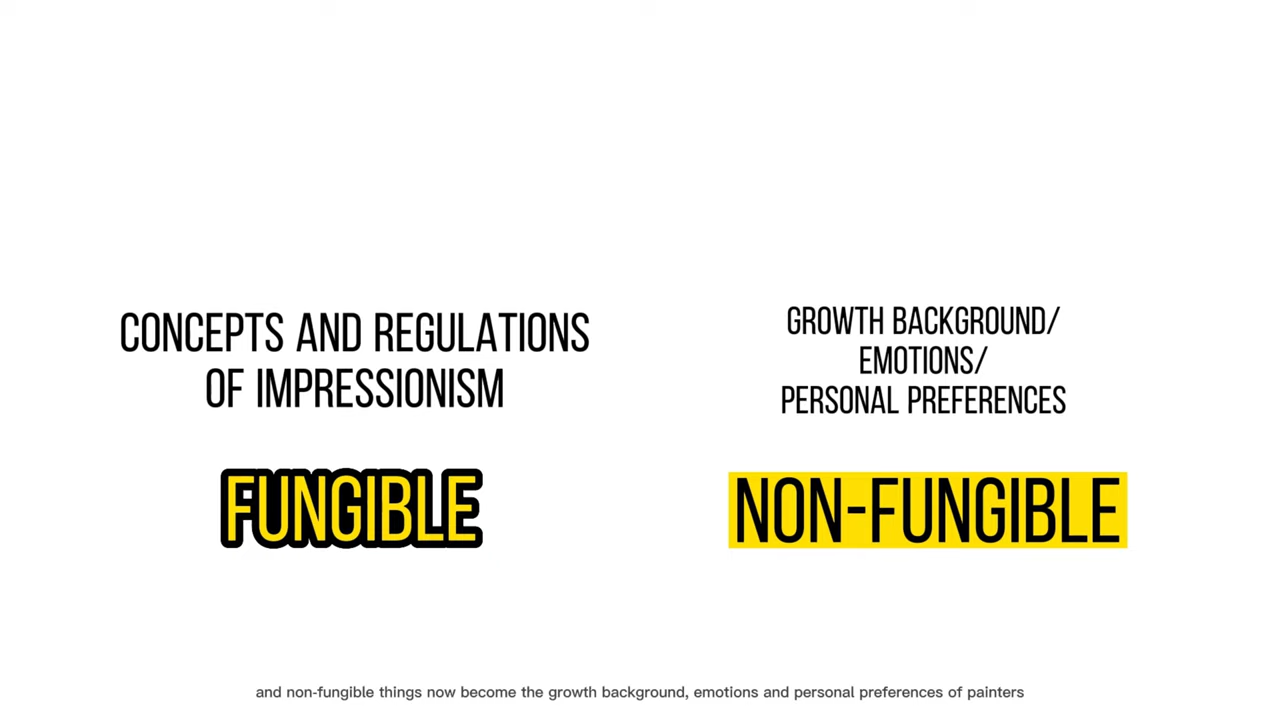 CONCEPTS AND REGULATIONS
OF IMPRESSIONISM
FUNGIBLE
GROWTH BACKGROUND/
EMOTIONS/
PERSONAL PREFERENCES
NON-FUNGIBLE
and non-fungible things now become the growth background, emotions and personal preferences of painters